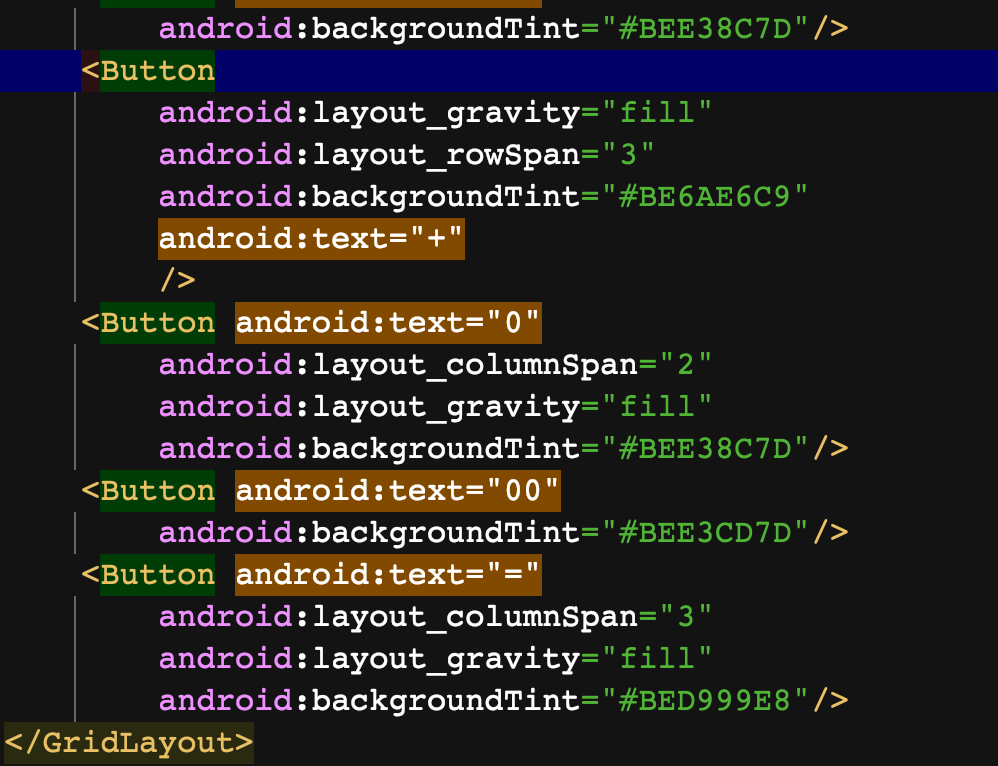 android:backgroundTint="#BEE38C7D"/>
<Button
android:layout_gravity="fill"
android:layout_rowSpan="3"
android:backgroundTint="#BE6AE6C9"
android:text="+"
/>
<Button android:text="0"
android:layout_columnSpan="2"
android:layout_gravity="fill"
android:backgroundTint="#BEE38C7D"/>
<Button android:text="00"
android:backgroundTint="#BEE3CD7D"/>
<Button android:text="="
android:layout_columnSpan="3"
android:layout_gravity="fill"
android:backgroundTint="#BED999E8"/>
</GridLayout>